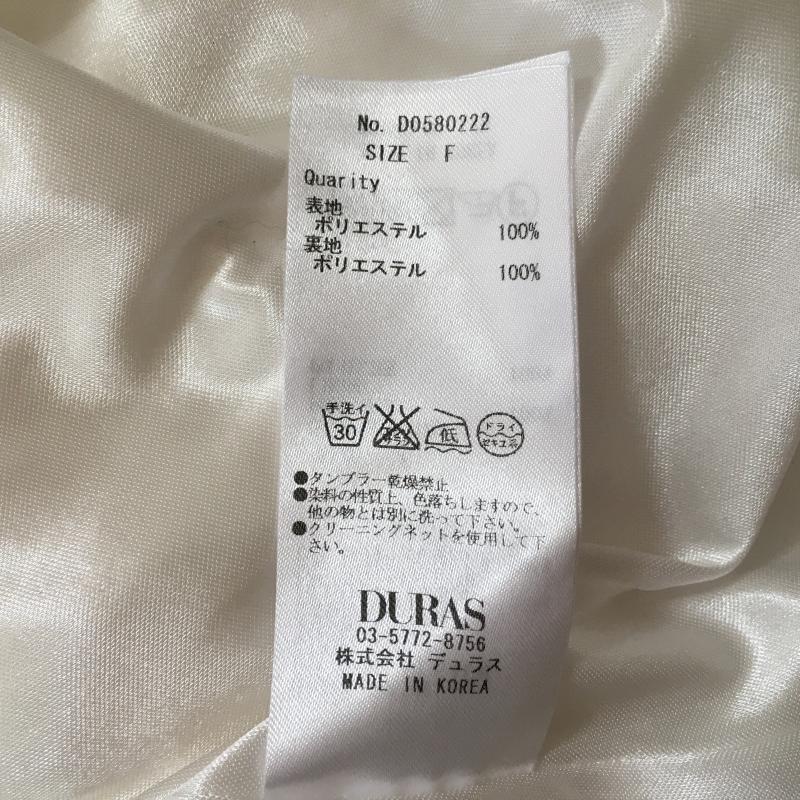 No. D0580222
SIZE F
Quarity
表地
ポリエステル 100%
裏地
ポリエステル 100%
手洗イ
30
低
ドライ
セキユ系
●タンブラー乾燥禁止
●染料の性質上、色落ちしますので、
他の物とは別に洗って下さい。
●クリーニングネットを使用して下
さい。
DURAS
03-5772-8756
株式会社 デュラス
MADE IN KOREA